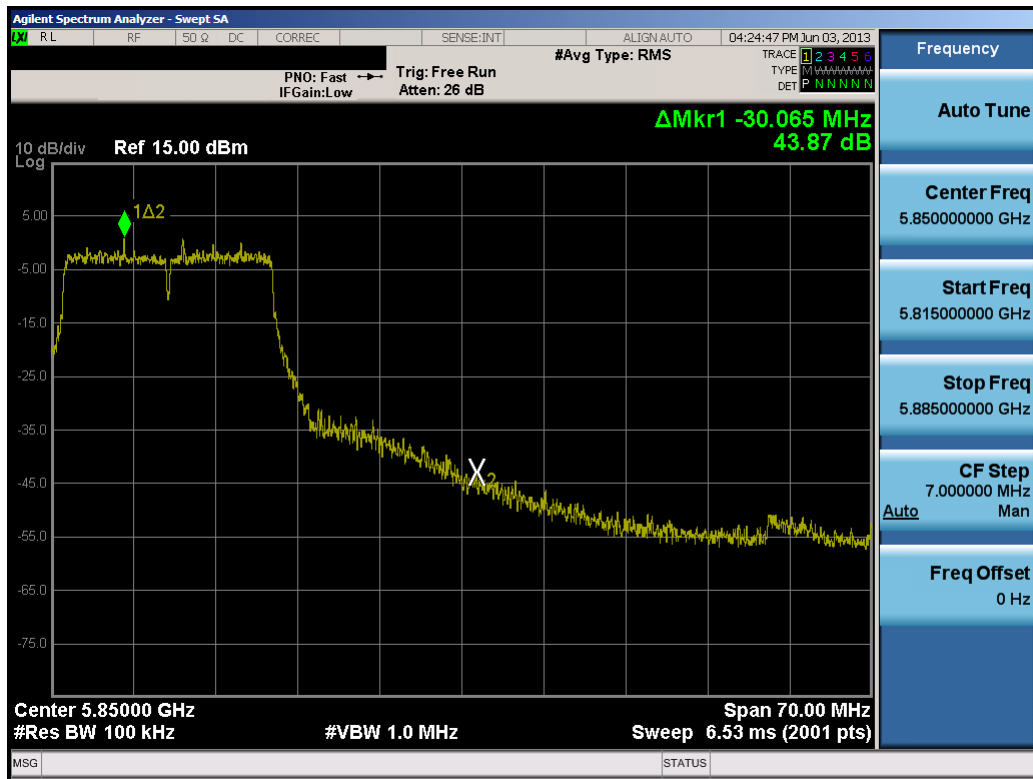 Agilent Spectrum Analyzer - Swept SA
LXI RL RF 50 Ω DC CORREC SENSE:INT ALIGN AUTO 04:24:47 PM Jun 03, 2013
#Avg Type: RMS TRACE 1 2 3 4 5 6
PNO: Fast Trig: Free Run TYPE M WWWWW
IFGain:Low Atten: 26 dB DET P N N N N N
ΔMkr1 -30.065 MHz
43.87 dB
10 dB/div Ref 15.00 dBm
Log
1Δ2
5.00
-5.00
-15.0
-25.0
-35.0
X2
-45.0
-55.0
-65.0
-75.0
Center 5.85000 GHz Span 70.00 MHz
#Res BW 100 kHz #VBW 1.0 MHz Sweep 6.53 ms (2001 pts)
MSG STATUS
Frequency
Auto Tune
Center Freq
5.850000000 GHz
Start Freq
5.815000000 GHz
Stop Freq
5.885000000 GHz
CF Step
7.000000 MHz
Auto Man
Freq Offset
0 Hz